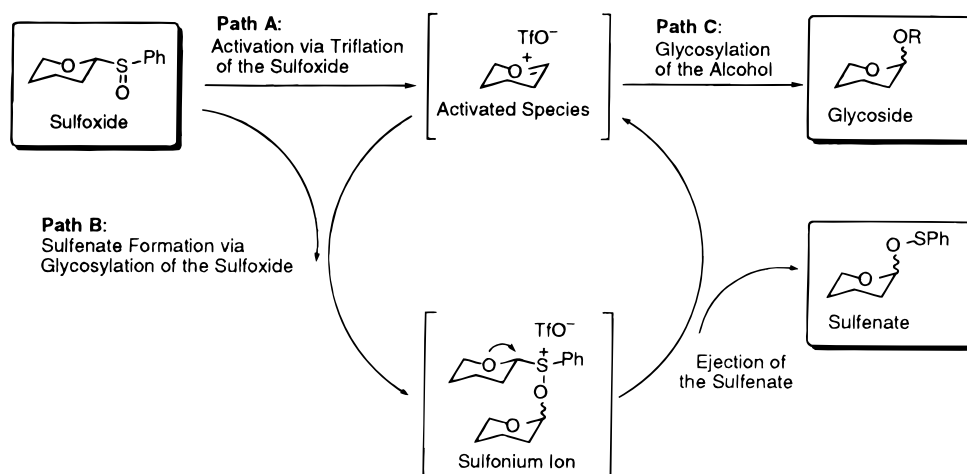 Path A:
Activation via Triflation
of the Sulfoxide
O
S
Ph
O
Sulfoxide
TfO⁻
O
+
Activated Species
Path C:
Glycosylation
of the Alcohol
OR
O
Glycoside
Path B:
Sulfenate Formation via
Glycosylation of the Sulfoxide
TfO⁻
O
+
S
Ph
O
O
Sulfonium Ion
Ejection of
the Sulfenate
O
SPh
O
Sulfenate